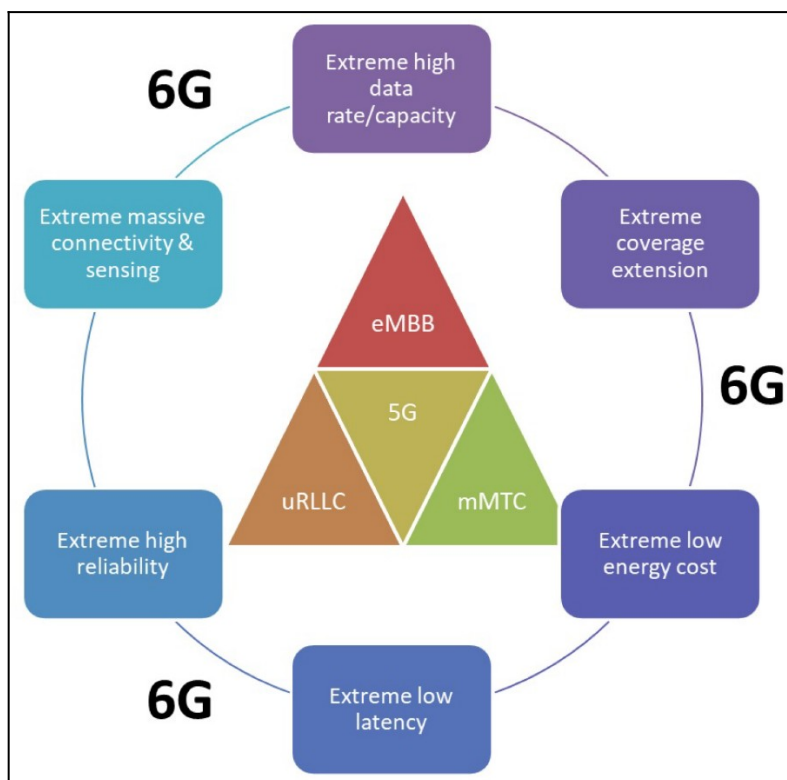 6G
Extreme high
data
rate/capacity
Extreme massive
connectivity &
sensing
Extreme
coverage
extension
eMBB
6G
5G
uRLLC
mMTC
Extreme high
reliability
Extreme low
energy cost
6G
Extreme low
latency